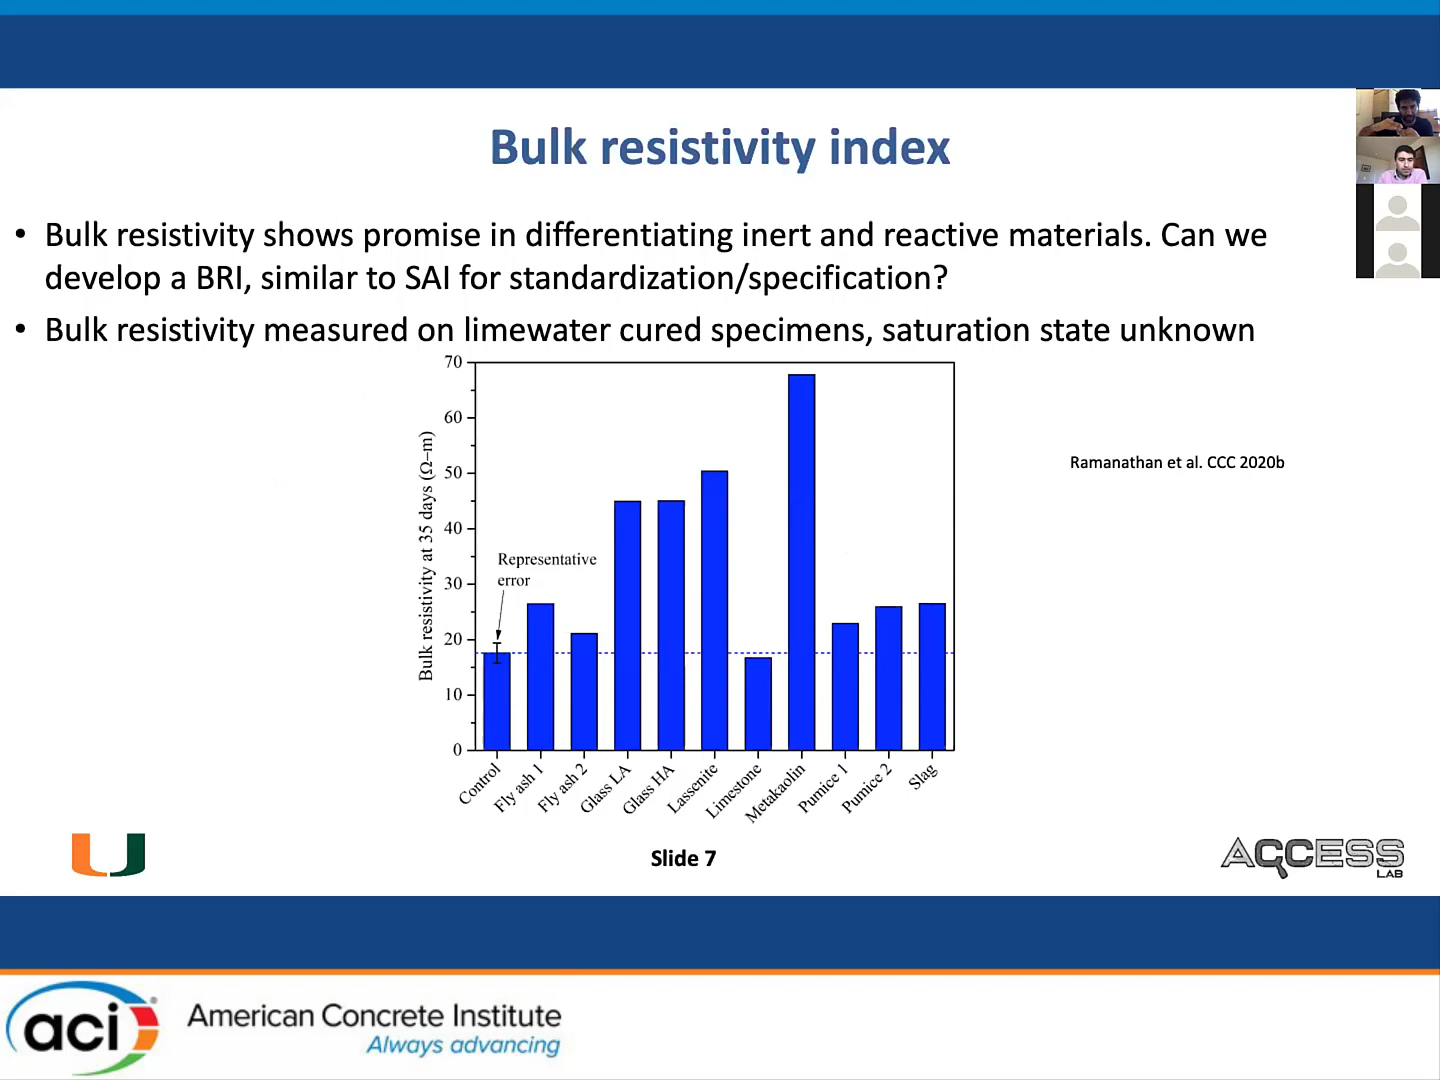 Bulk resistivity index
• Bulk resistivity shows promise in differentiating inert and reactive materials. Can we
develop a BRI, similar to SAI for standardization/specification?
• Bulk resistivity measured on limewater cured specimens, saturation state unknown
70
60
50
40
30
20
10
0
Bulk resistivity at 35 days (Ω–m)
Representative
error
Control
Fly ash 1
Fly ash 2
Glass LA
Glass HA
Lassenite
Limestone
Metakaolin
Pumice 1
Pumice 2
Slag
Ramanathan et al. CCC 2020b
U
Slide 7
ACCESS
LAB
aci
American Concrete Institute
Always advancing